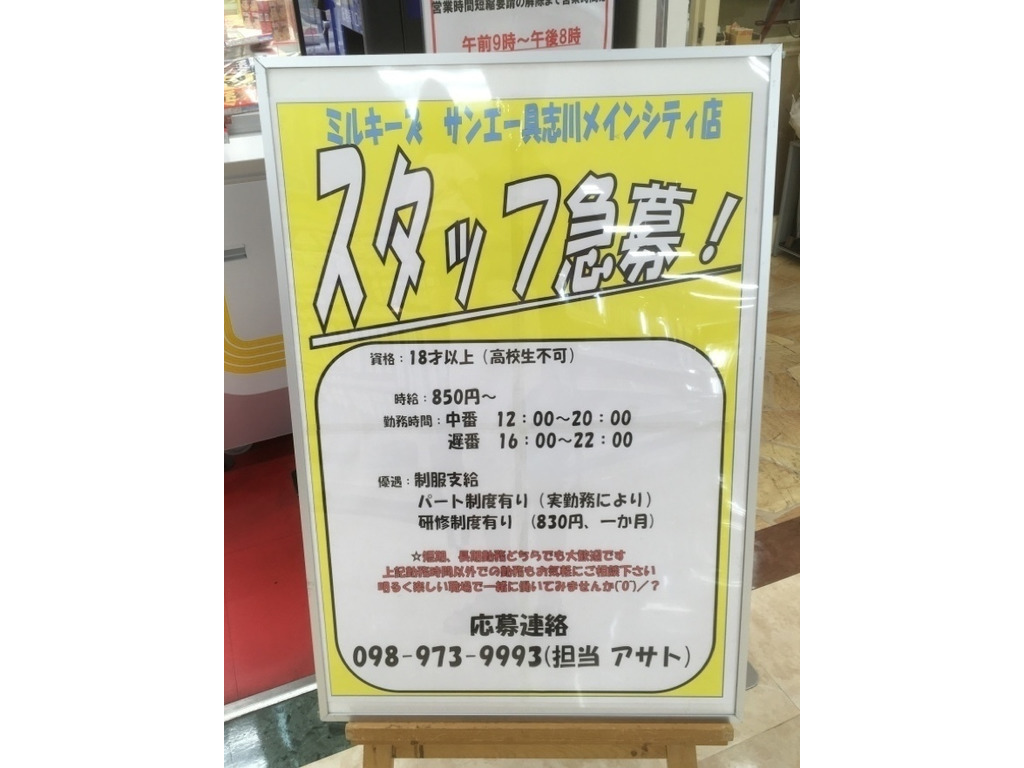 営業時間短縮要請の解除まで営業時間は
午前9時～午後8時
ミルキーズ サンエー具志川メインシティ店
スタッフ急募！
資格：18才以上（高校生不可）
時給：850円～
勤務時間：中番 12：00～20：00
遅番 16：00～22：00
優遇：制服支給
パート制度有り（実勤務により）
研修制度有り （830円、一か月）
☆短期、長期勤務どちらでも大歓迎です
上記勤務時間以外での勤務もお気軽にご相談下さい
明るく楽しい職場で一緒に働いてみませんか(^0^)／？
応募連絡
098-973-9993(担当 アサト)